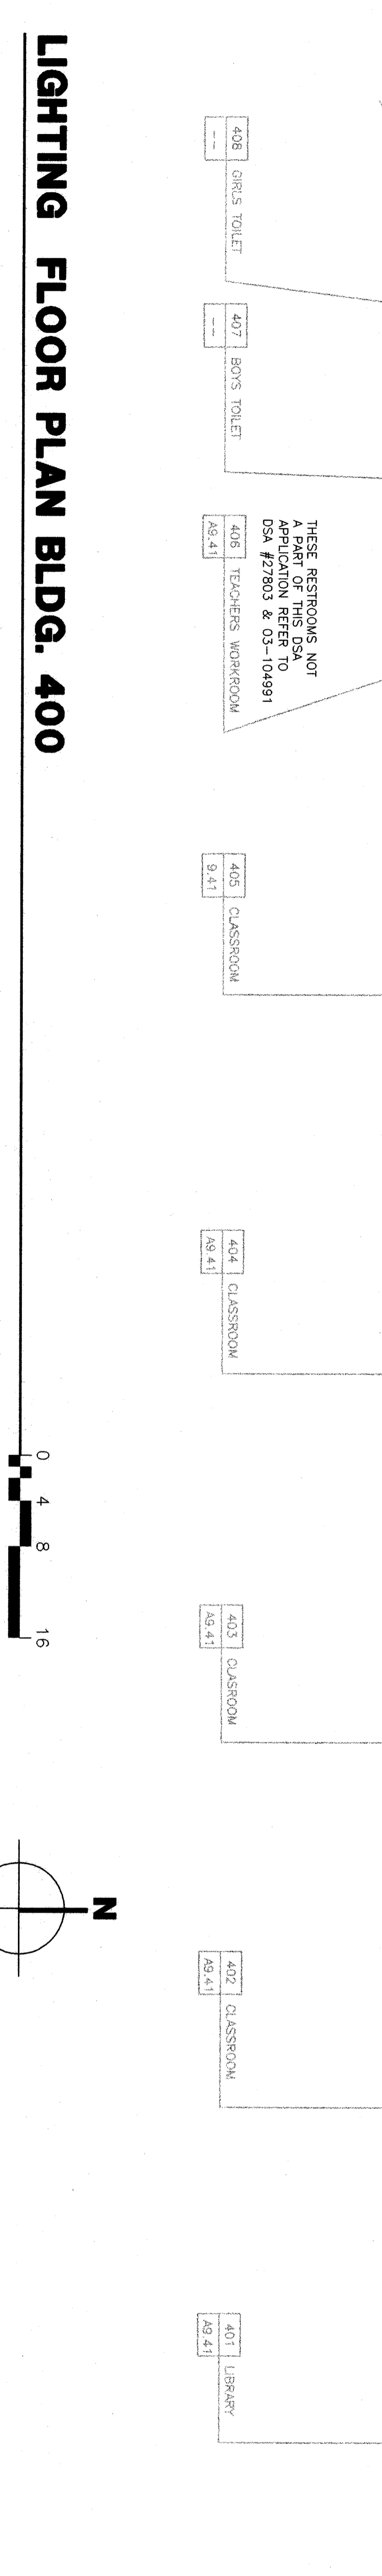 408 GIRLS TOILET
--
407 BOYS TOILET
--
THESE RESTROOMS NOT
A PART OF THIS DSA
APPLICATION REFER TO
DSA #27803 & 03-104991
406 TEACHERS WORKROOM
A9.41
405 CLASSROOM
9.41
404 CLASSROOM
A9.41
403 CLASROOM
A9.41
402 CLASSROOM
A9.41
401 LIBRARY
A9.41
LIGHTING FLOOR PLAN BLDG. 400
0 4 8 16
N